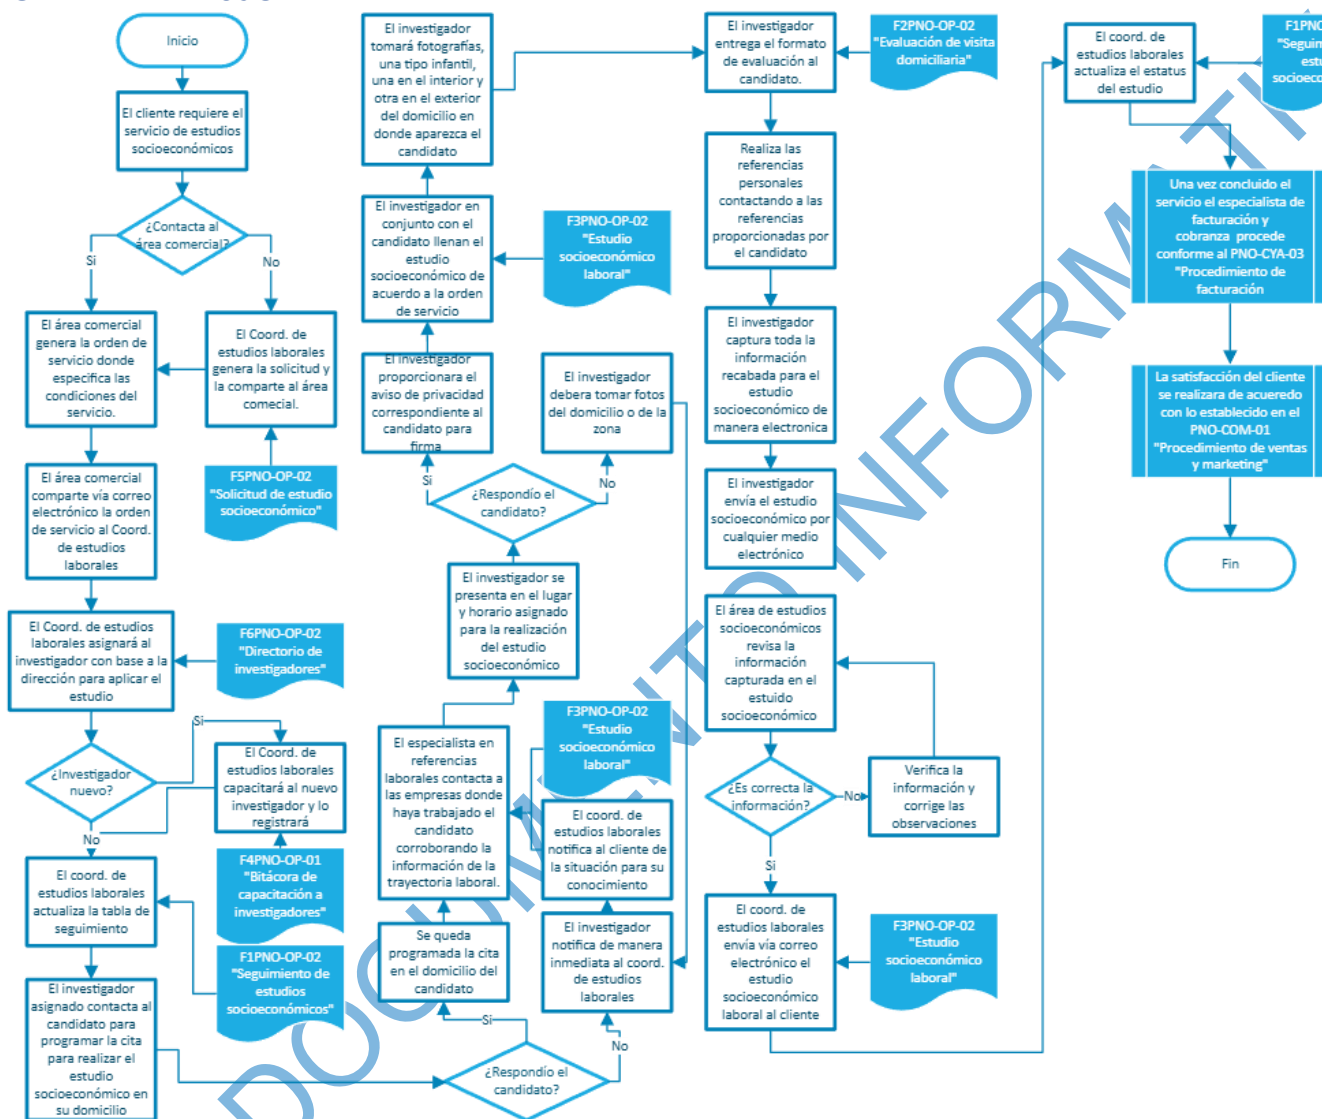 Inicio
El cliente requiere el
servicio de estudios
socioeconómicos
¿Contacta al
área comercial?
Si
No
El área comercial
genera la orden de
servicio donde
especifica las
condiciones del
servicio.
El Coord. de
estudios laborales
genera la solicitud y
la comparte al área
comecial.
F5PNO-OP-02
"Solicitud de estudio
socioeconómico"
El área comercial
comparte vía correo
electrónico la orden
de servicio al Coord.
de estudios
laborales
El Coord. de estudios
laborales asignará al
investigador con base a la
dirección para aplicar el
estudio
F6PNO-OP-02
"Directorio de
investigadores"
¿Investigador
nuevo?
Si
No
El Coord. de
estudios laborales
capacitará al nuevo
investigador y lo
registrará
F4PNO-OP-01
"Bitácora de
capacitación a
investigadores"
El coord. de
estudios laborales
actualiza la tabla de
seguimiento
F1PNO-OP-02
"Seguimiento de
estudios
socioeconómicos"
El investigador
asignado contacta al
candidato para
programar la cita
para realizar el
estudio
socioeconómico en
su domicilio
¿Respondío el
candidato?
Si
No
Se queda
programada la cita
en el domicilio del
candidato
El investigador
notifica de manera
inmediata al coord.
de estudios
laborales
El coord. de
estudios laborales
notifica al cliente de
la situación para su
conocimiento
F3PNO-OP-02
"Estudio
socioeconómico
laboral"
El especialista en
referencias
laborales contacta a
las empresas donde
haya trabajado el
candidato
corroborando la
información de la
trayectoria laboral.
El investigador se
presenta en el lugar
y horario asignado
para la realización
del estudio
socioeconómico
¿Respondío el
candidato?
Si
No
El investigador
proporcionara el
aviso de privacidad
correspondiente al
candidato para
firma
El investigador
debera tomar fotos
del domicilio o de la
zona
El investigador en
conjunto con el
candidato llenan el
estudio
socioeconómico de
acuerdo a la orden
de servicio
F3PNO-OP-02
"Estudio
socioeconómico
laboral"
El investigador
tomará fotografías,
una tipo infantil,
una en el interior y
otra en el exterior
del domicilio en
donde aparezca el
candidato
El investigador
entrega el formato
de evaluación al
candidato.
F2PNO-OP-02
"Evaluación de visita
domiciliaria"
Realiza las
referencias
personales
contactando a las
referencias
proporcionadas por
el candidato
El investigador
captura toda la
información
recabada para el
estudio
socioeconómico de
manera electronica
El investigador
envía el estudio
socioeconómico por
cualquier medio
electrónico
El área de estudios
socioeconómicos
revisa la
información
capturada en el
estuido
socioeconómico
¿Es correcta la
información?
No
Si
Verifica la
información y
corrige las
observaciones
El coord. de
estudios laborales
envía vía correo
electrónico el
estudio
socioeconómico
laboral al cliente
F3PNO-OP-02
"Estudio
socioeconómico
laboral"
El coord. de
estudios laborales
actualiza el estatus
del estudio
F1PNO
"Seguim
estu
socioeco
Una vez concluido el
servicio el especialista de
facturación y
cobranza procede
conforme al PNO-CYA-03
"Procedimiento de
facturación
La satisfacción del cliente
se realizara de acueredo
con lo establecido en el
PNO-COM-01
"Procedimiento de ventas
y marketing"
Fin